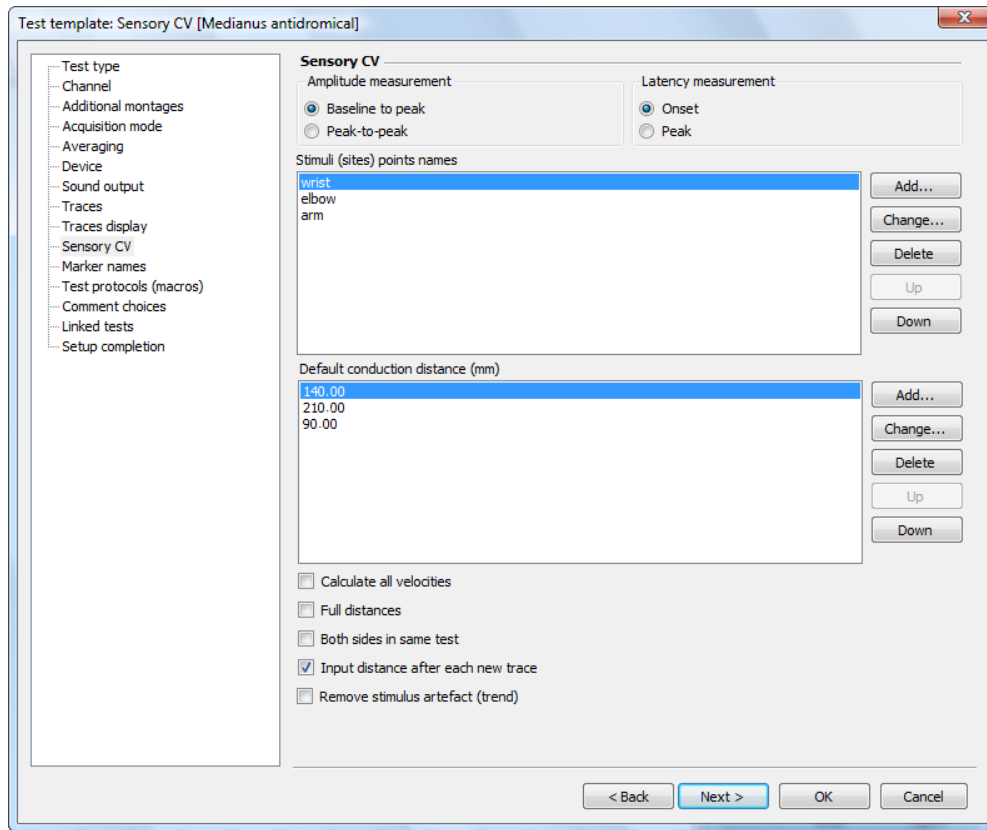 Test template: Sensory CV [Medianus antidromical]
Test type
Channel
Additional montages
Acquisition mode
Averaging
Device
Sound output
Traces
Traces display
Sensory CV
Marker names
Test protocols (macros)
Comment choices
Linked tests
Setup completion
Sensory CV
Amplitude measurement
Baseline to peak
Peak-to-peak
Latency measurement
Onset
Peak
Stimuli (sites) points names
wrist
elbow
arm
Add...
Change...
Delete
Up
Down
Default conduction distance (mm)
140.00
210.00
90.00
Add...
Change...
Delete
Up
Down
Calculate all velocities
Full distances
Both sides in same test
Input distance after each new trace
Remove stimulus artefact (trend)
< Back
Next >
OK
Cancel